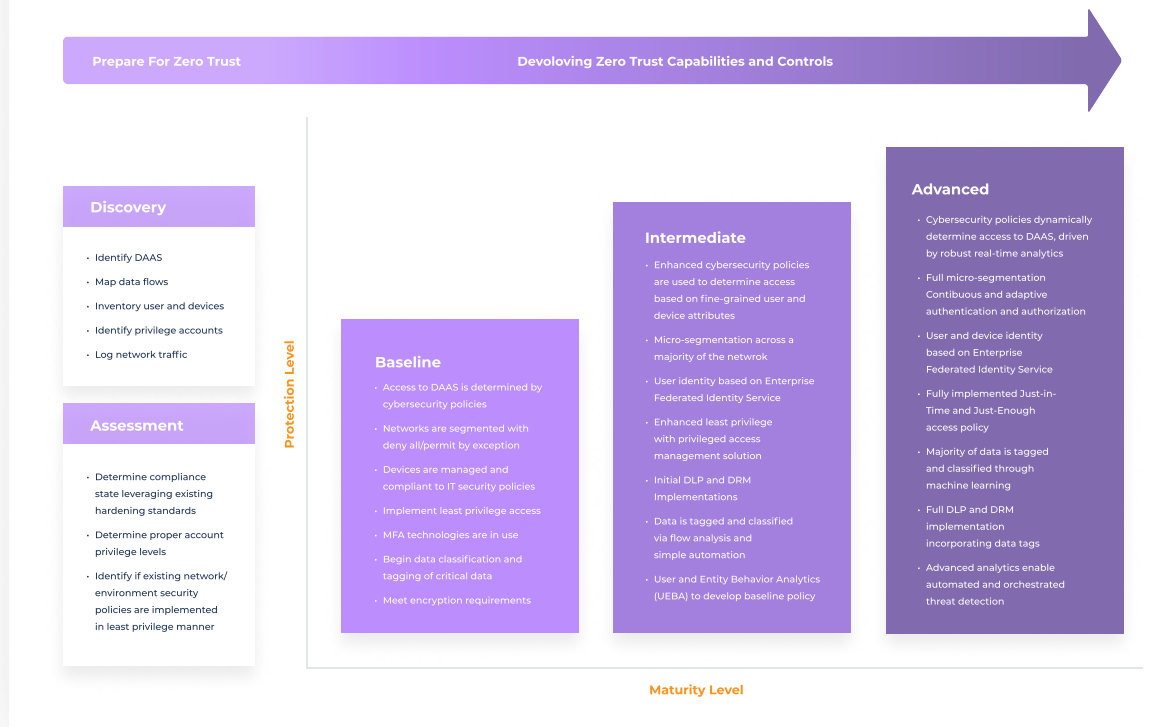 Prepare For Zero Trust
Devoloving Zero Trust Capabilities and Controls
Discovery
• Identify DAAS
• Map data flows
• Inventory user and devices
• Identify privilege accounts
• Log network traffic
Assessment
• Determine compliance
state leveraging existing
hardening standards
• Determine proper account
privilege levels
• Identify if existing network/
environment security
policies are implemented
in least privilege manner
Protection Level
Baseline
• Access to DAAS is determined by
cybersecurity policies
• Networks are segmented with
deny all/permit by exception
• Devices are managed and
compliant to IT security policies
• Implement least privilege access
• MFA technologies are in use
• Begin data classification and
tagging of critical data
• Meet encryption requirements
Intermediate
• Enhanced cybersecurity policies
are used to determine access
based on fine-grained user and
device attributes
• Micro-segmentation across a
majority of the netwrok
• User identity based on Enterprise
Federated Identity Service
• Enhanced least privilege
with privileged access
management solution
• Initial DLP and DRM
Implementations
• Data is tagged and classified
via flow analysis and
simple automation
• User and Entity Behavior Analytics
(UEBA) to develop baseline policy
Advanced
• Cybersecurity policies dynamically
determine access to DAAS, driven
by robust real-time analytics
• Full micro-segmentation
Contibuous and adaptive
authentication and authorization
• User and device identity
based on Enterprise
Federated Identity Service
• Fully implemented Just-in-
Time and Just-Enough
access policy
• Majority of data is tagged
and classified through
machine learning
• Full DLP and DRM
implementation
incorporating data tags
• Advanced analytics enable
automated and orchestrated
threat detection
Maturity Level